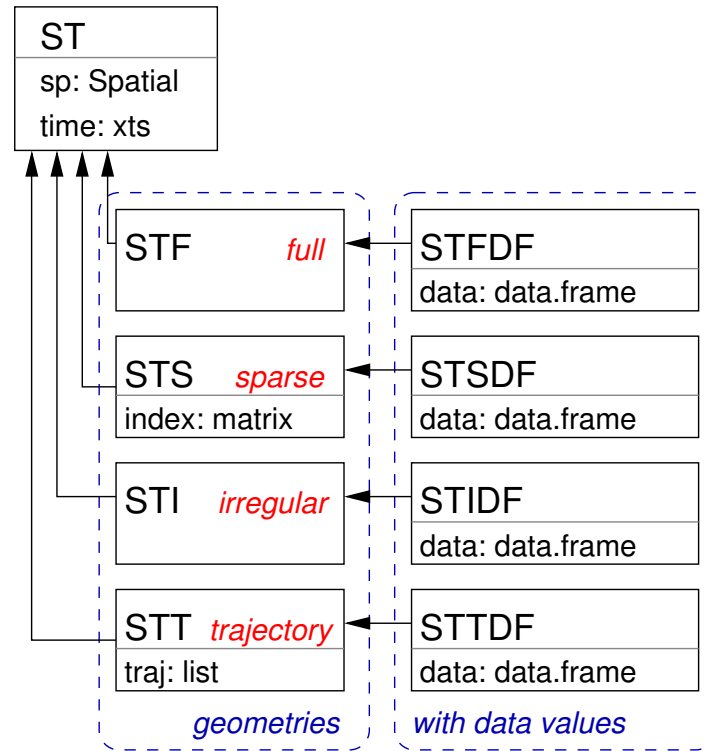 ST
sp: Spatial
time: xts
STF full
STFDF
data: data.frame
STS sparse
index: matrix
STSDF
data: data.frame
STI irregular
STIDF
data: data.frame
STT trajectory
traj: list
STTDF
data: data.frame
geometries
with data values